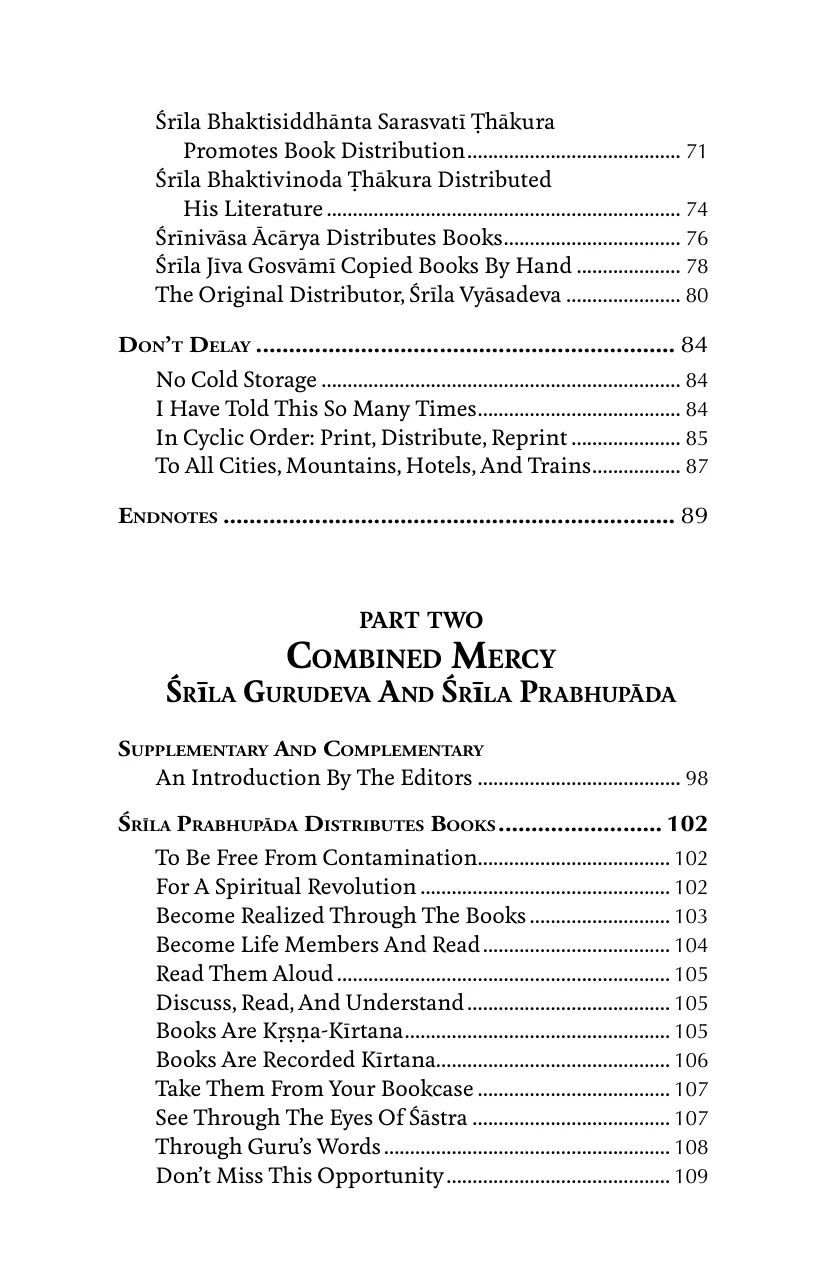 Śrīla Bhaktisiddhānta Sarasvatī Ṭhākura
Promotes Book Distribution......................................... 71
Śrīla Bhaktivinoda Ṭhākura Distributed
His Literature .................................................................... 74
Śrīnivāsa Ācārya Distributes Books.................................. 76
Śrīla Jīva Gosvāmī Copied Books By Hand .................... 78
The Original Distributor, Śrīla Vyāsadeva ...................... 80
Don't Delay ................................................................ 84
No Cold Storage ..................................................................... 84
I Have Told This So Many Times....................................... 84
In Cyclic Order: Print, Distribute, Reprint ..................... 85
To All Cities, Mountains, Hotels, And Trains................. 87
Endnotes ..................................................................... 89
PART TWO
Combined Mercy
Śrīla Gurudeva And Śrīla Prabhupāda
Supplementary And Complementary
An Introduction By The Editors ....................................... 98
Śrīla Prabhupāda Distributes Books......................... 102
To Be Free From Contamination..................................... 102
For A Spiritual Revolution ................................................ 102
Become Realized Through The Books ........................... 103
Become Life Members And Read.................................... 104
Read Them Aloud ................................................................ 105
Discuss, Read, And Understand ....................................... 105
Books Are Kṛṣṇa-Kīrtana................................................... 105
Books Are Recorded Kīrtana............................................. 106
Take Them From Your Bookcase ..................................... 107
See Through The Eyes Of Śāstra ...................................... 107
Through Guru's Words ....................................................... 108
Don't Miss This Opportunity ........................................... 109